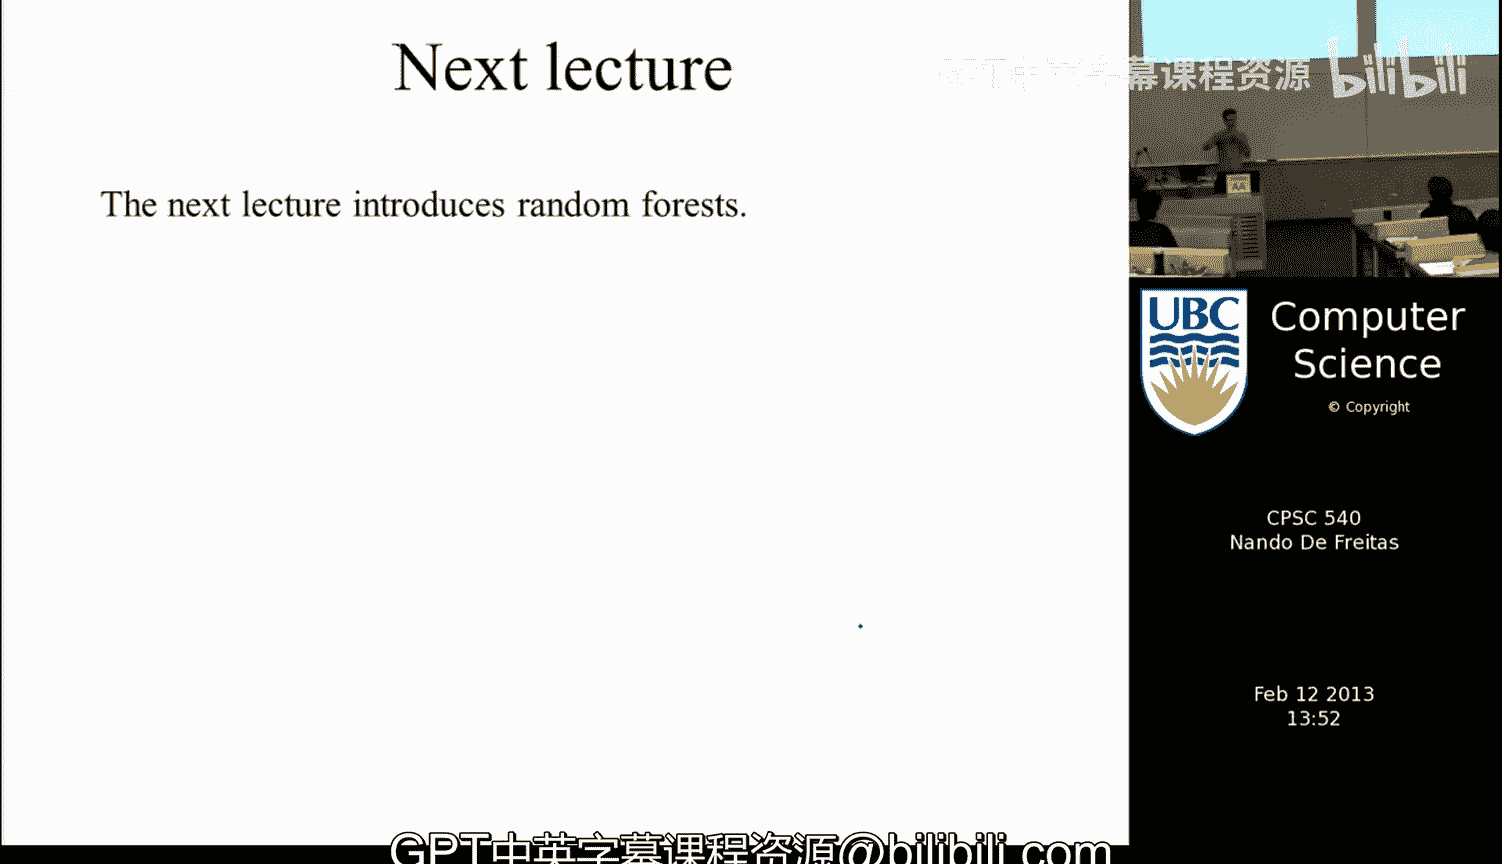 Next lecture
The next lecture introduces random forests.
幕课程资源 bilibili
UBC
Computer
Science
© Copyright
CPSC 540
Nando De Freitas
Feb 12 2013
13:52
GPT中英字幕课程资源@bilibili.com